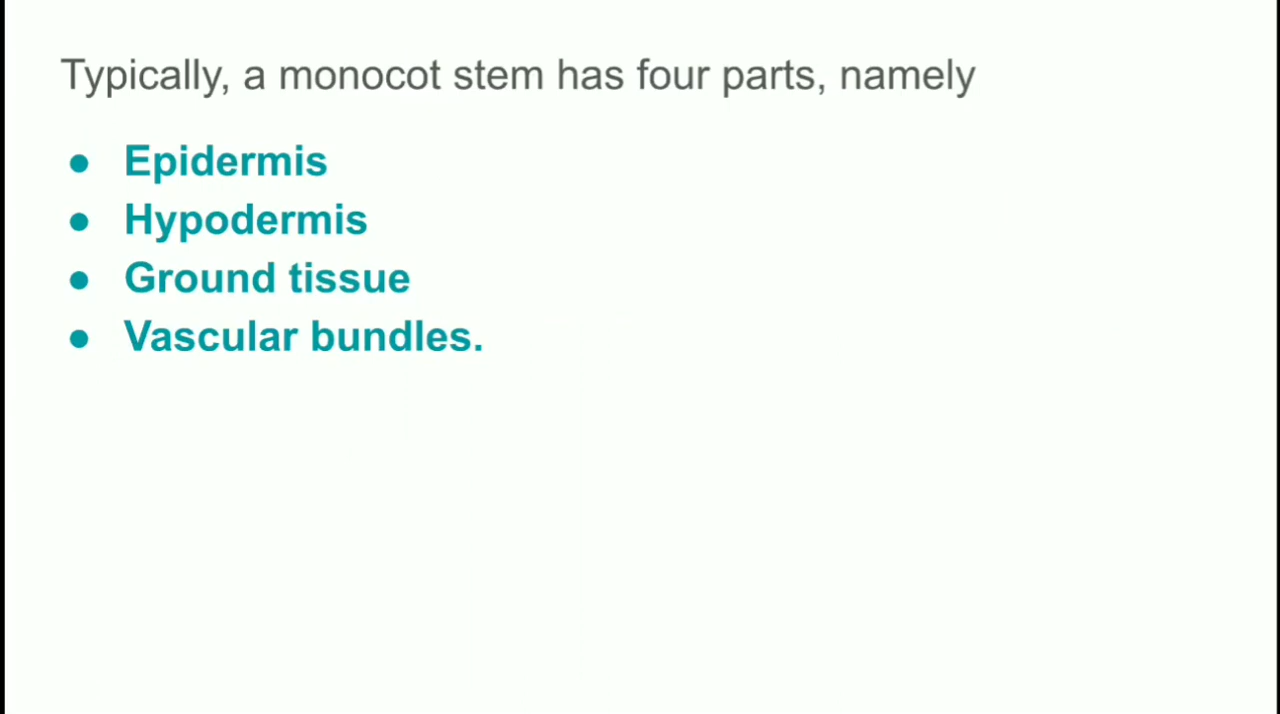 Typically, a monocot stem has four parts, namely
● Epidermis
● Hypodermis
● Ground tissue
● Vascular bundles.